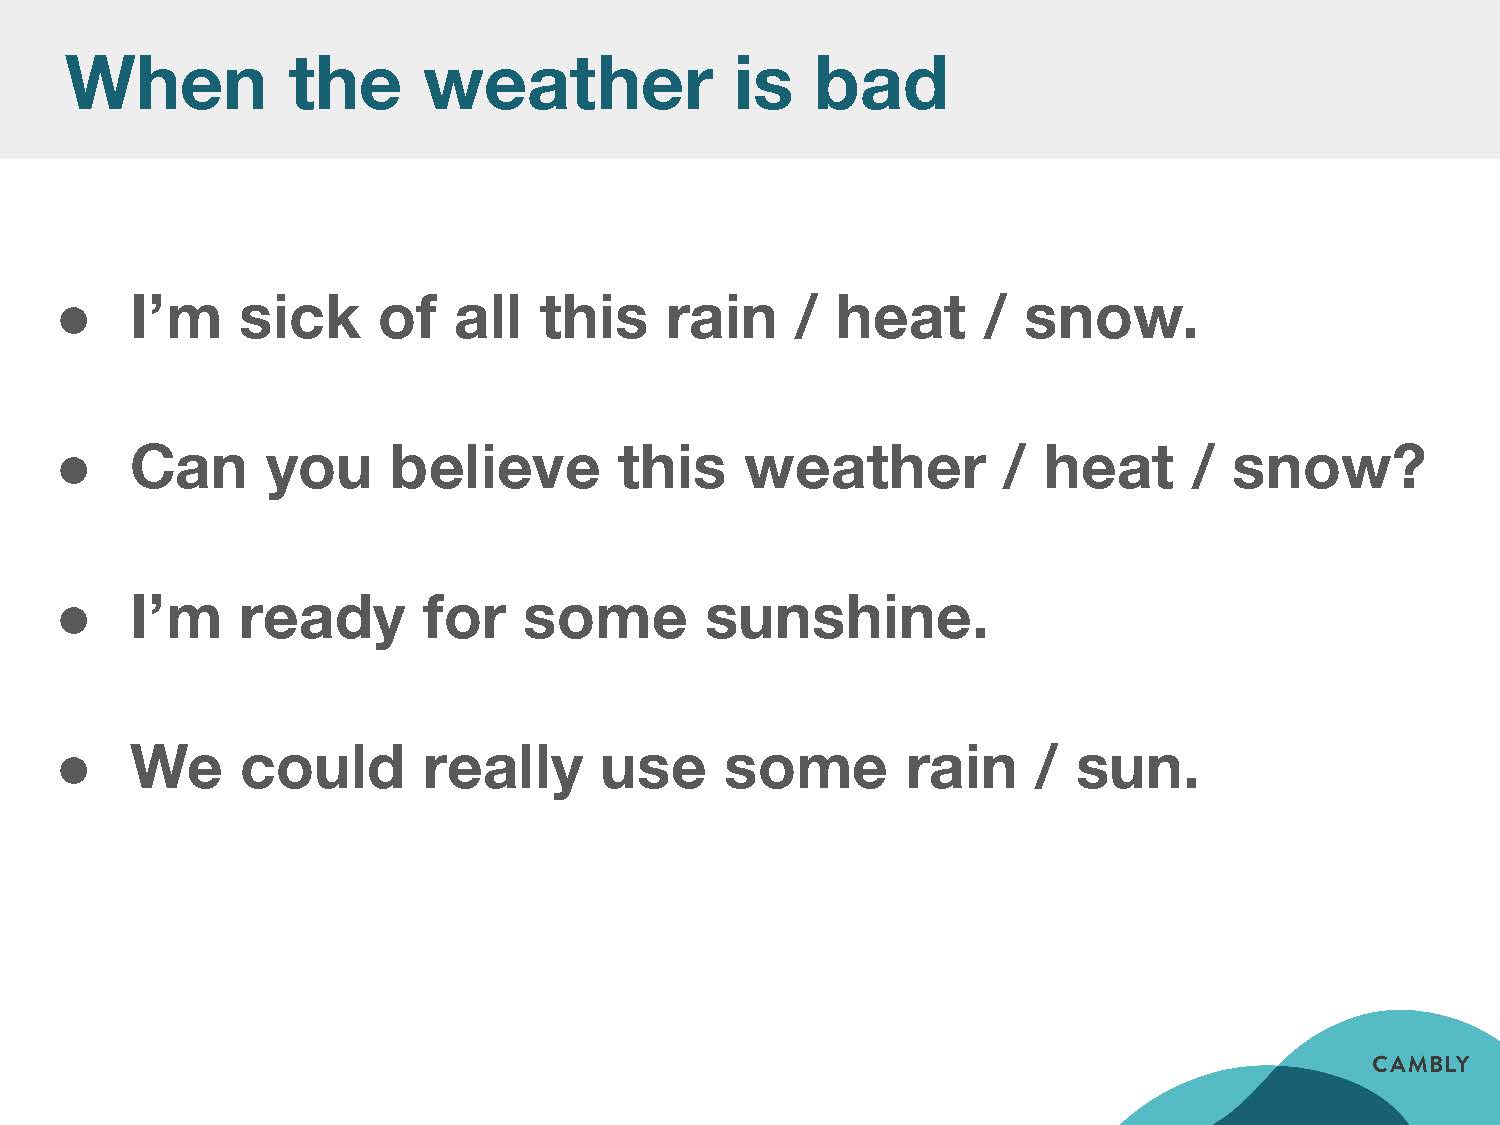 When the weather is bad
● I’m sick of all this rain / heat / snow.
● Can you believe this weather / heat / snow?
● I’m ready for some sunshine.
● We could really use some rain / sun.
CAMBLY